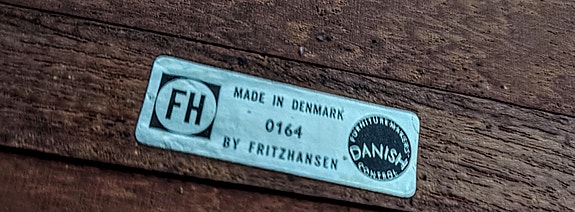 FH
MADE IN DENMARK
0164
BY FRITZHANSEN®
FURNITUREMAKERS
DANISH
CONTROL